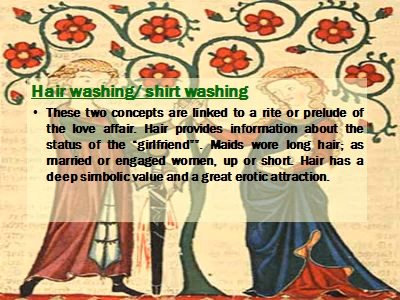 Hair washing/ shirt washing
• These two concepts are linked to a rite or prelude of
the love affair. Hair provides information about the
status of the “girlfriend””. Maids wore long hair; as
married or engaged women, up or short. Hair has a
deep simbolic value and a great erotic attraction.